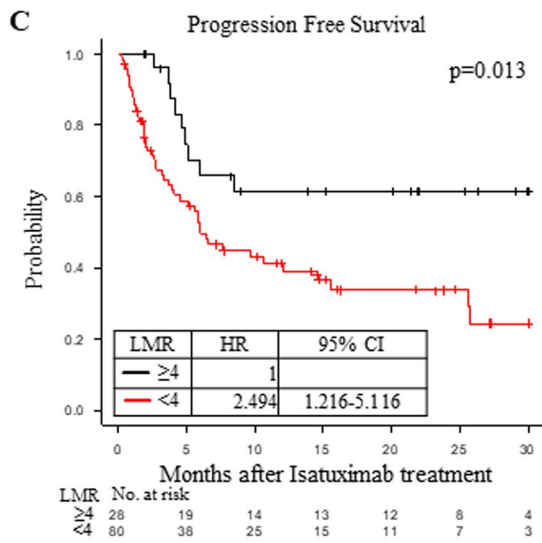 C
Progression Free Survival
p=0.013
Probability
1.0
0.8
0.6
0.4
0.2
0.0
LMR HR 95% CI
≥4 1
<4 2.494 1.216-5.116
0 5 10 15 20 25 30
Months after Isatuximab treatment
LMR No. at risk
≥4 28 19 14 13 12 8 4
<4 80 38 25 15 11 7 3